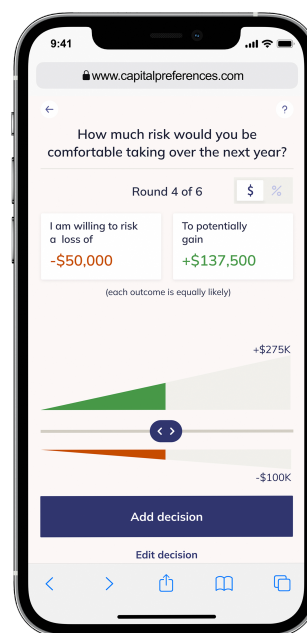 9:41
www.capitalpreferences.com
?
How much risk would you be
comfortable taking over the next year?
Round 4 of 6
$ %
I am willing to risk
a loss of
-$50,000
To potentially
gain
+$137,500
(each outcome is equally likely)
+$275K
-$100K
Add decision
Edit decision